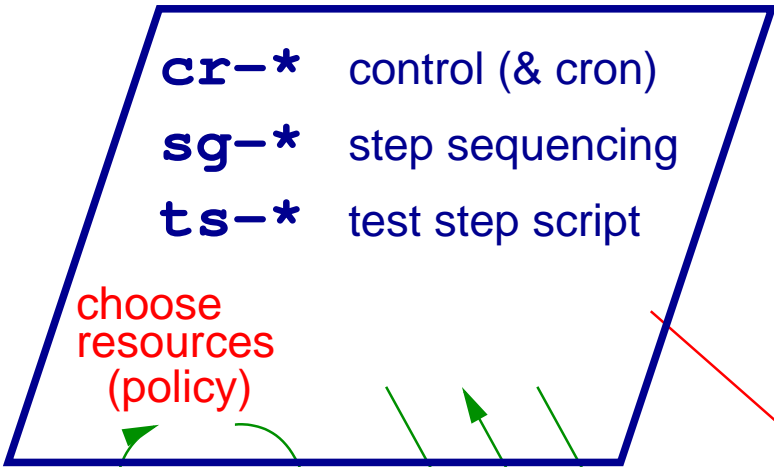 cr-* control (& cron)
sg-* step sequencing
ts-* test step script
choose
resources
(policy)